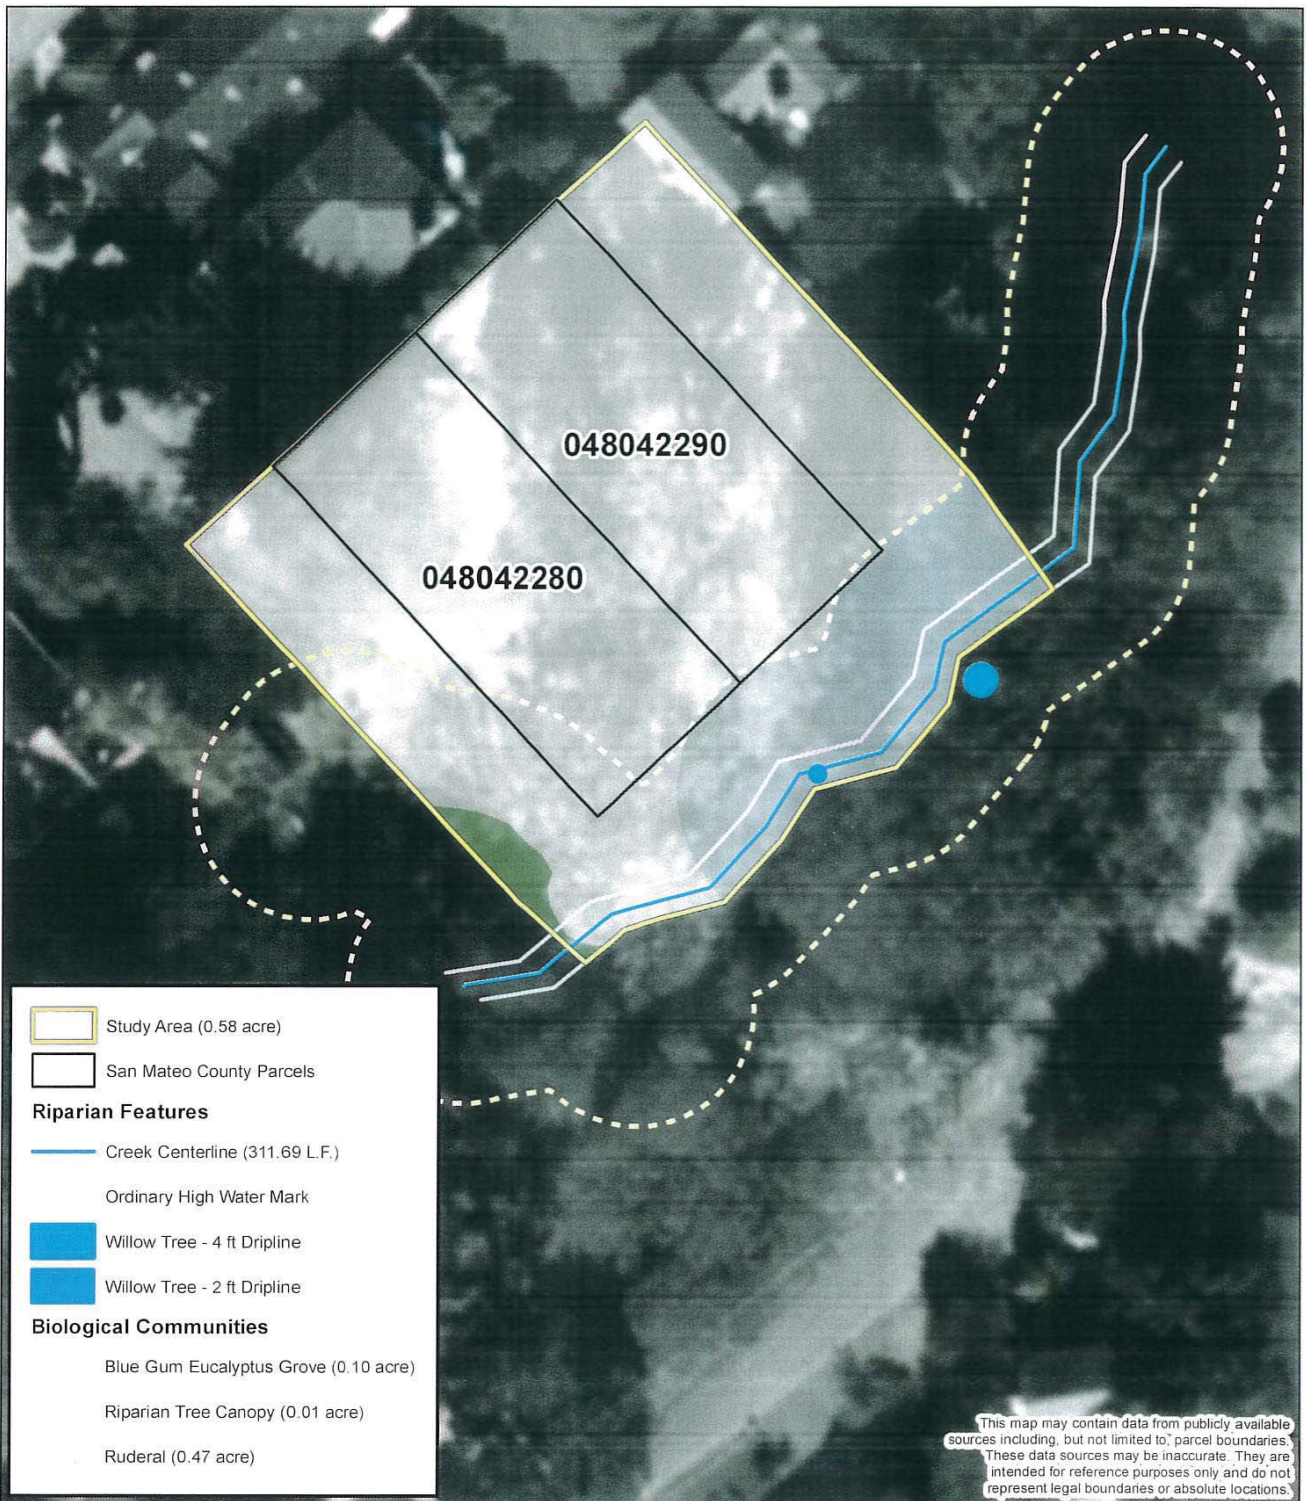 048042290
048042280
Study Area (0.58 acre)
San Mateo County Parcels
Riparian Features
Creek Centerline (311.69 L.F.)
Ordinary High Water Mark
Willow Tree - 4 ft Dripline
Willow Tree - 2 ft Dripline
Biological Communities
Blue Gum Eucalyptus Grove (0.10 acre)
Riparian Tree Canopy (0.01 acre)
Ruderal (0.47 acre)
This map may contain data from publicly available
sources including, but not limited to, parcel boundaries.
These data sources may be inaccurate. They are
intended for reference purposes only and do not
represent legal boundaries or absolute locations.